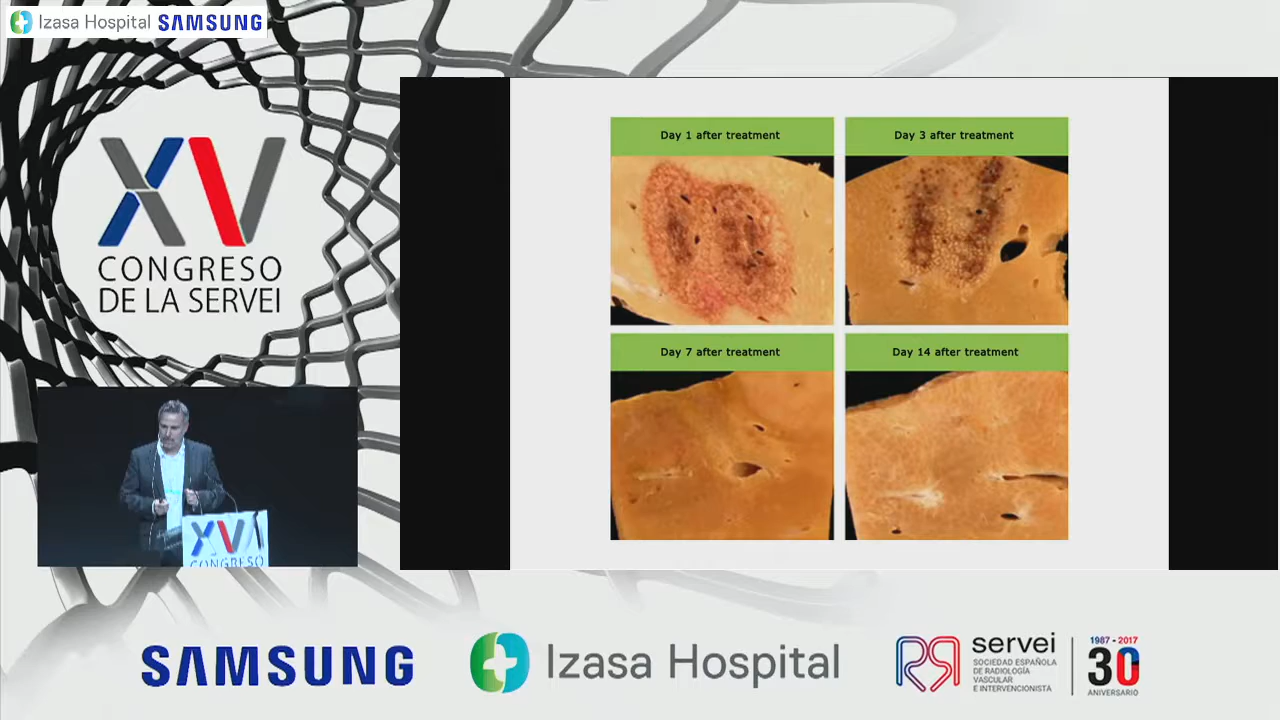 Izasa Hospital SAMSUNG
XV
CONGRESO
DE LA SERVEI
Day 1 after treatment
Day 3 after treatment
Day 7 after treatment
Day 14 after treatment
XV
CONGRESO
SAMSUNG
Izasa Hospital
servei
SOCIEDAD ESPAÑOLA
DE RADIOLOGÍA
VASCULAR
E INTERVENCIONISTA
1987 - 2017
30
ANIVERSARIO